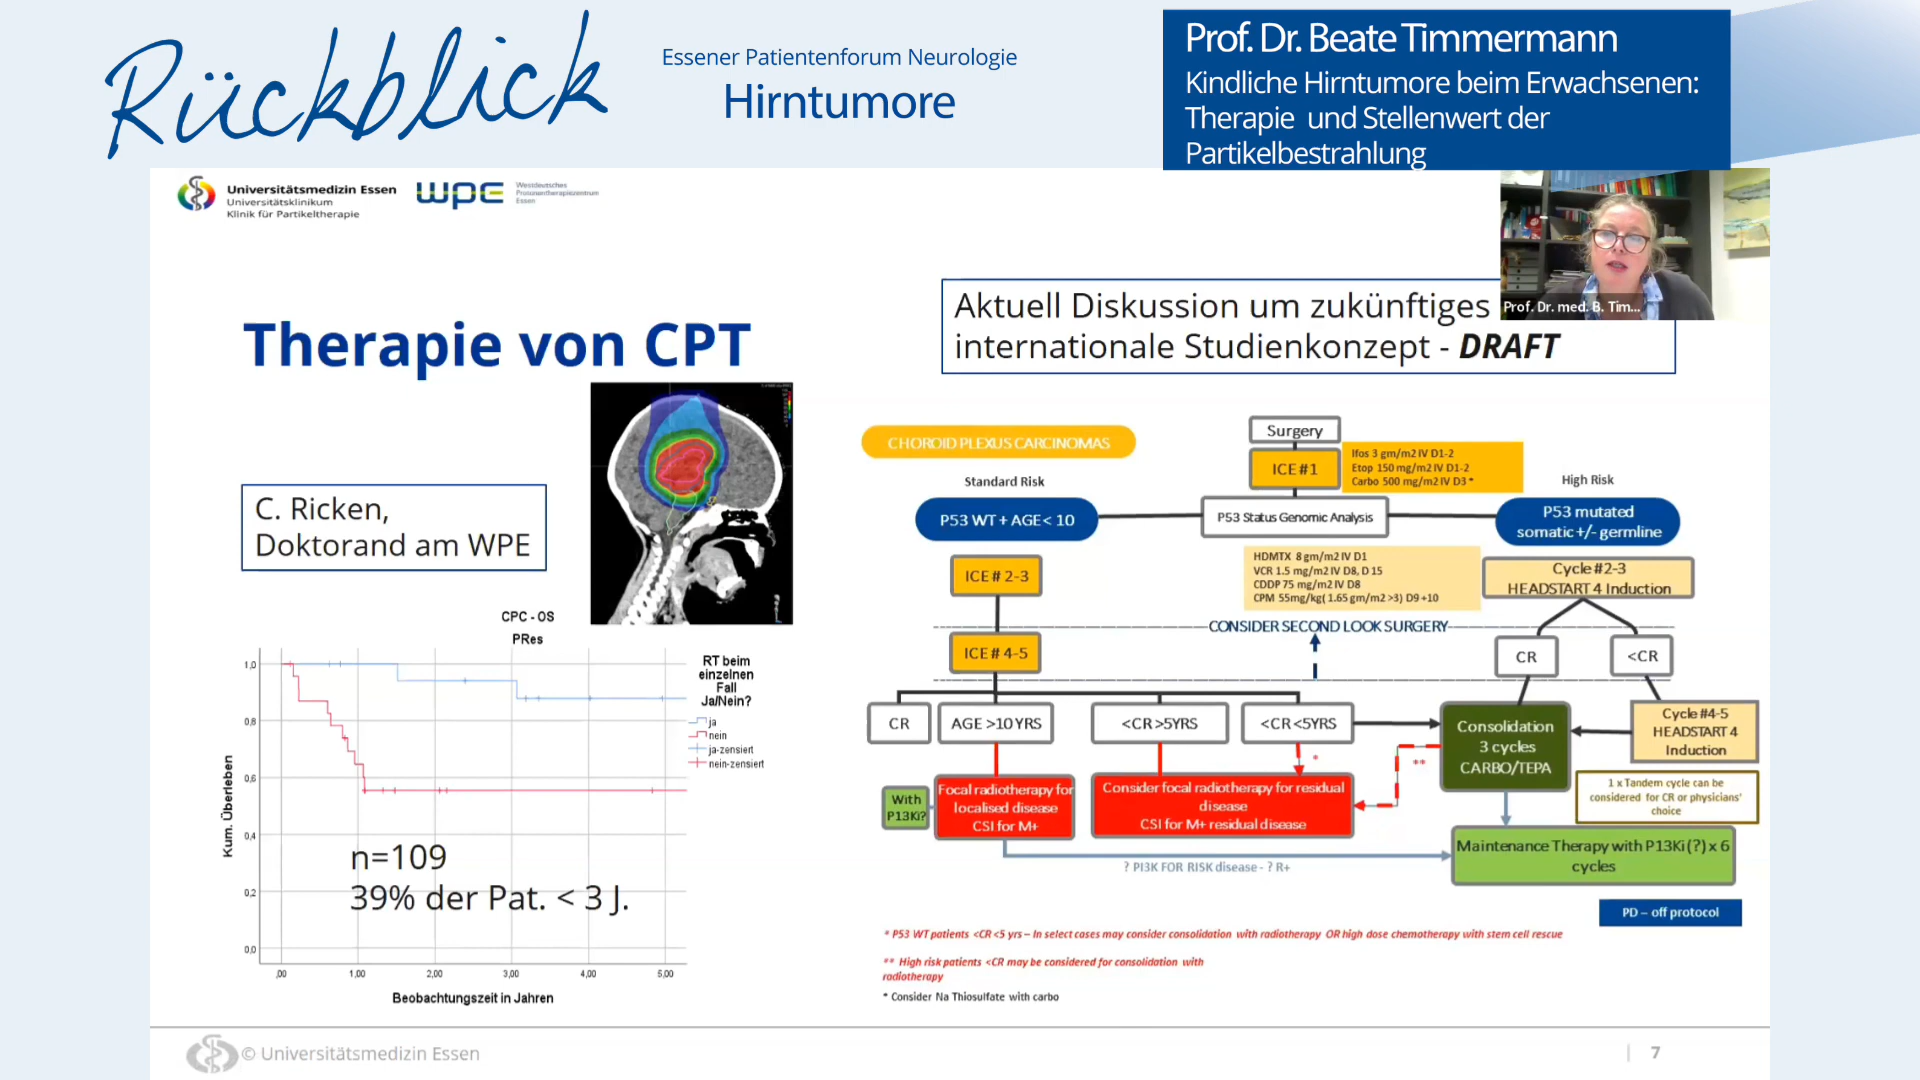 Rückblick
Essener Patientenforum Neurologie
Hirntumore
Prof. Dr. Beate Timmermann
Kindliche Hirntumore beim Erwachsenen:
Therapie und Stellenwert der
Partikelbestrahlung
Universitätsmedizin Essen
Universitätsklinikum
Klinik für Partikeltherapie
wpe
Westdeutsches
Protonentherapiezentrum
Essen
Prof. Dr. med. B. Tim...
Therapie von CPT
Aktuell Diskussion um zukünftiges
internationale Studienkonzept - DRAFT
C. Ricken,
Doktorand am WPE
CPC - OS
PRes
RT beim
einzelnen
Fall
Ja/Nein?
ja
nein
ja-zensiert
nein-zensiert
Kum. Überleben
1,0
0,8
0,6
0,4
0,2
0,0
n=109
39% der Pat. < 3 J.
,00
1,00
2,00
3,00
4,00
5,00
Beobachtungszeit in Jahren
CHOROID PLEXUS CARCINOMAS
Surgery
ICE #1
Ifos 3 gm/m2 IV D1-2
Etop 150 mg/m2 IV D1-2
Carbo 500 mg/m2 IV D3 *
Standard Risk
High Risk
P53 WT + AGE< 10
P53 Status Genomic Analysis
P53 mutated
somatic +/- germline
ICE # 2-3
HDMTX 8 gm/m2 IV D1
VCR 1.5 mg/m2 IV D8, D 15
CDDP 75 mg/m2 IV D8
CPM 55mg/kg( 1.65 gm/m2 >3) D9 +10
Cycle #2-3
HEADSTART 4 Induction
CONSIDER SECOND LOOK SURGERY
ICE # 4-5
CR
<CR
CR
AGE >10 YRS
<CR >5YRS
<CR <5YRS
Consolidation
3 cycles
CARBO/TEPA
Cycle #4-5
HEADSTART 4
Induction
*
**
With
P13Ki?
Focal radiotherapy for
localised disease
CSI for M+
Consider focal radiotherapy for residual
disease
CSI for M+ residual disease
1 x Tandem cycle can be
considered for CR or physicians'
choice
Maintenance Therapy with P13Ki (?) x 6
cycles
? PI3K FOR RISK disease - ? R+
PD – off protocol
* P53 WT patients <CR <5 yrs – In select cases may consider consolidation with radiotherapy OR high dose chemotherapy with stem cell rescue
** High risk patients <CR may be considered for consolidation with
radiotherapy
* Consider Na Thiosulfate with carbo
© Universitätsmedizin Essen
7